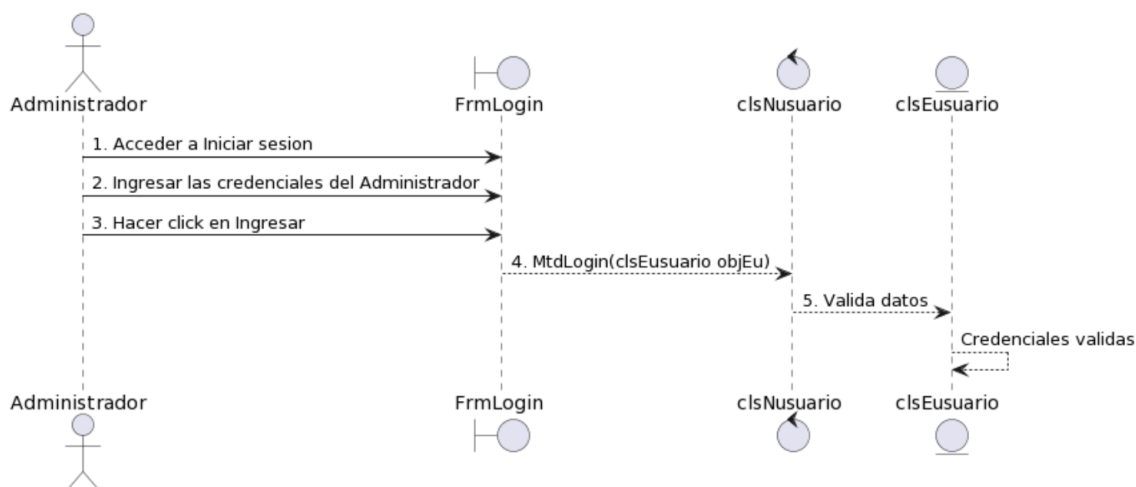 Administrador
FrmLogin
clsNusuario
clsEusuario
1. Acceder a Iniciar sesion
2. Ingresar las credenciales del Administrador
3. Hacer click en Ingresar
4. MtdLogin(clsEusuario objEu)
5. Valida datos
Credenciales validas
Administrador
FrmLogin
clsNusuario
clsEusuario